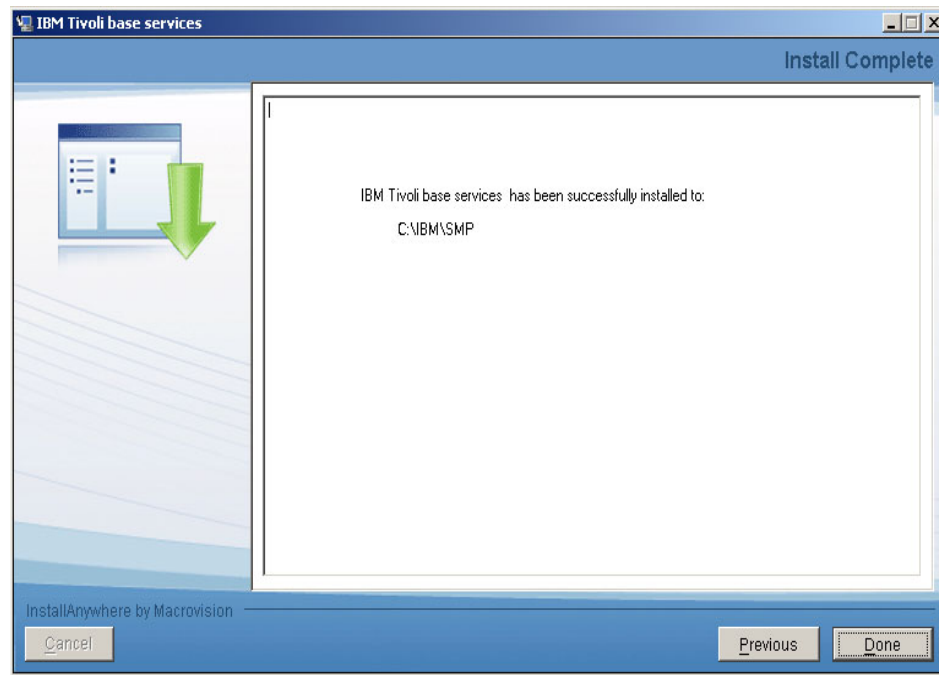 IBM Tivoli base services
Install Complete
IBM Tivoli base services has been successfully installed to:
C:\IBM\SMP
InstallAnywhere by Macrovision
Cancel
Previous
Done